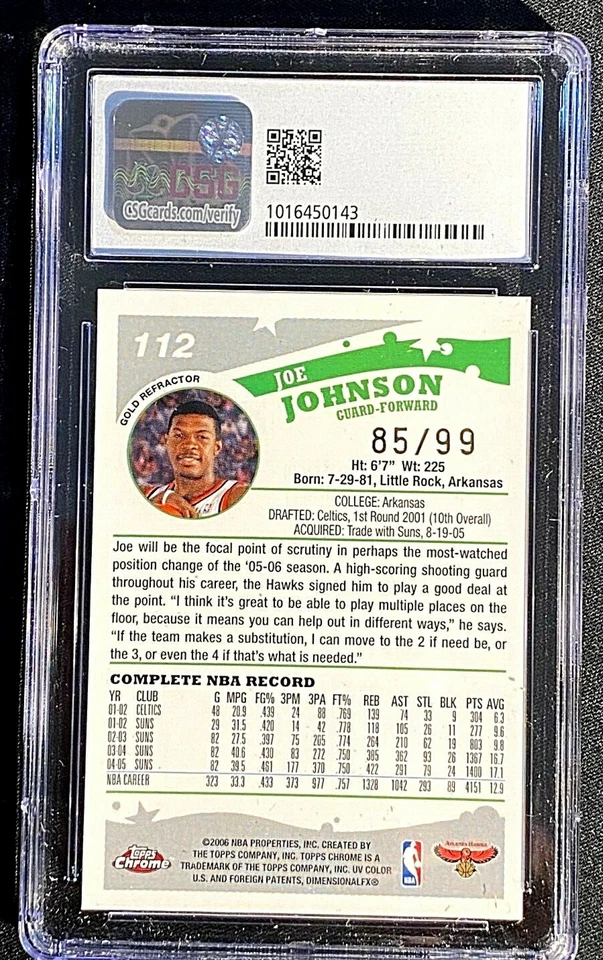 CSG
CSGcards.com/verify
1016450143
112
GOLD REFRACTOR
JOE
JOHNSON
GUARD-FORWARD
85/99
Ht: 6'7" Wt: 225
Born: 7-29-81, Little Rock, Arkansas
COLLEGE: Arkansas
DRAFTED: Celtics, 1st Round 2001 (10th Overall)
ACQUIRED: Trade with Suns, 8-19-05
Joe will be the focal point of scrutiny in perhaps the most-watched
position change of the '05-06 season. A high-scoring shooting guard
throughout his career, the Hawks signed him to play a good deal at
the point. "I think it's great to be able to play multiple places on the
floor, because it means you can help out in different ways," he says.
"If the team makes a substitution, I can move to the 2 if need be, or
the 3, or even the 4 if that's what is needed."
COMPLETE NBA RECORD
YR CLUB G MPG FG% 3PM 3PA FT% REB AST STL BLK PTS AVG
01-02 CELTICS 48 20.9 .439 24 88 .769 139 74 33 9 304 6.3
01-02 SUNS 29 31.5 .420 14 42 .778 118 105 26 11 277 9.6
02-03 SUNS 82 27.5 .397 75 205 .774 264 210 62 19 803 9.8
03-04 SUNS 82 40.6 .430 83 272 .750 385 362 93 26 1367 16.7
04-05 SUNS 82 39.5 .461 177 370 .750 422 291 79 24 1400 17.1
NBA CAREER 323 33.3 .433 373 977 .757 1328 1042 293 89 4151 12.9
Topps
Chrome
©2006 NBA PROPERTIES, INC. CREATED BY
THE TOPPS COMPANY, INC. TOPPS CHROME IS A
TRADEMARK OF THE TOPPS COMPANY, INC. UV COLOR
U.S. AND FOREIGN PATENTS, DIMENSIONALFX®
NBA
ATLANTA HAWKS